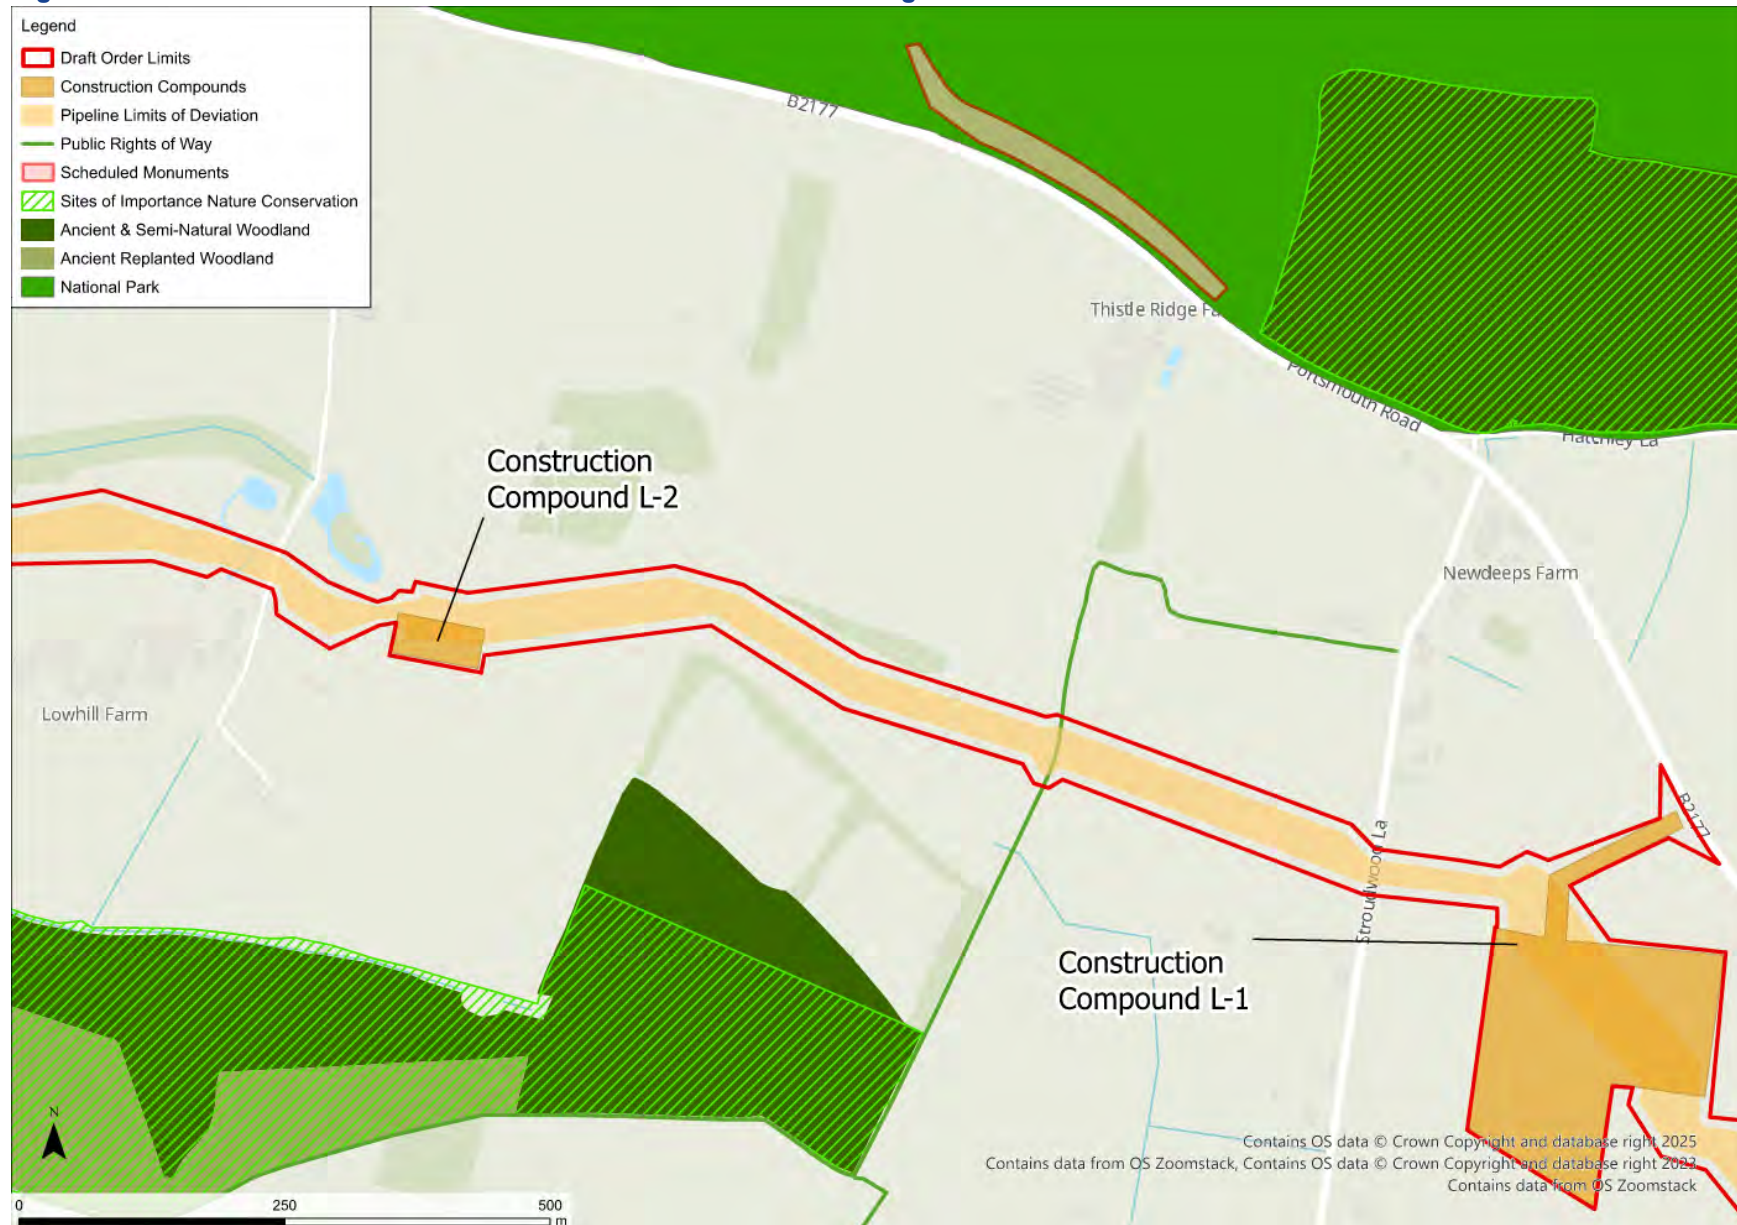 Legend
Draft Order Limits
Construction Compounds
Pipeline Limits of Deviation
Public Rights of Way
Scheduled Monuments
Sites of Importance Nature Conservation
Ancient & Semi-Natural Woodland
Ancient Replanted Woodland
National Park
B2177
Thistle Ridge Fa
Portsmouth Road
Hatchley La
Construction
Compound L-2
Newdeeps Farm
Lowhill Farm
B2177
Stroudwood La
Construction
Compound L-1
N
Contains OS data © Crown Copyright and database right 2025
Contains data from OS Zoomstack, Contains OS data © Crown Copyright and database right 2023
Contains data from OS Zoomstack
0 250 500
m